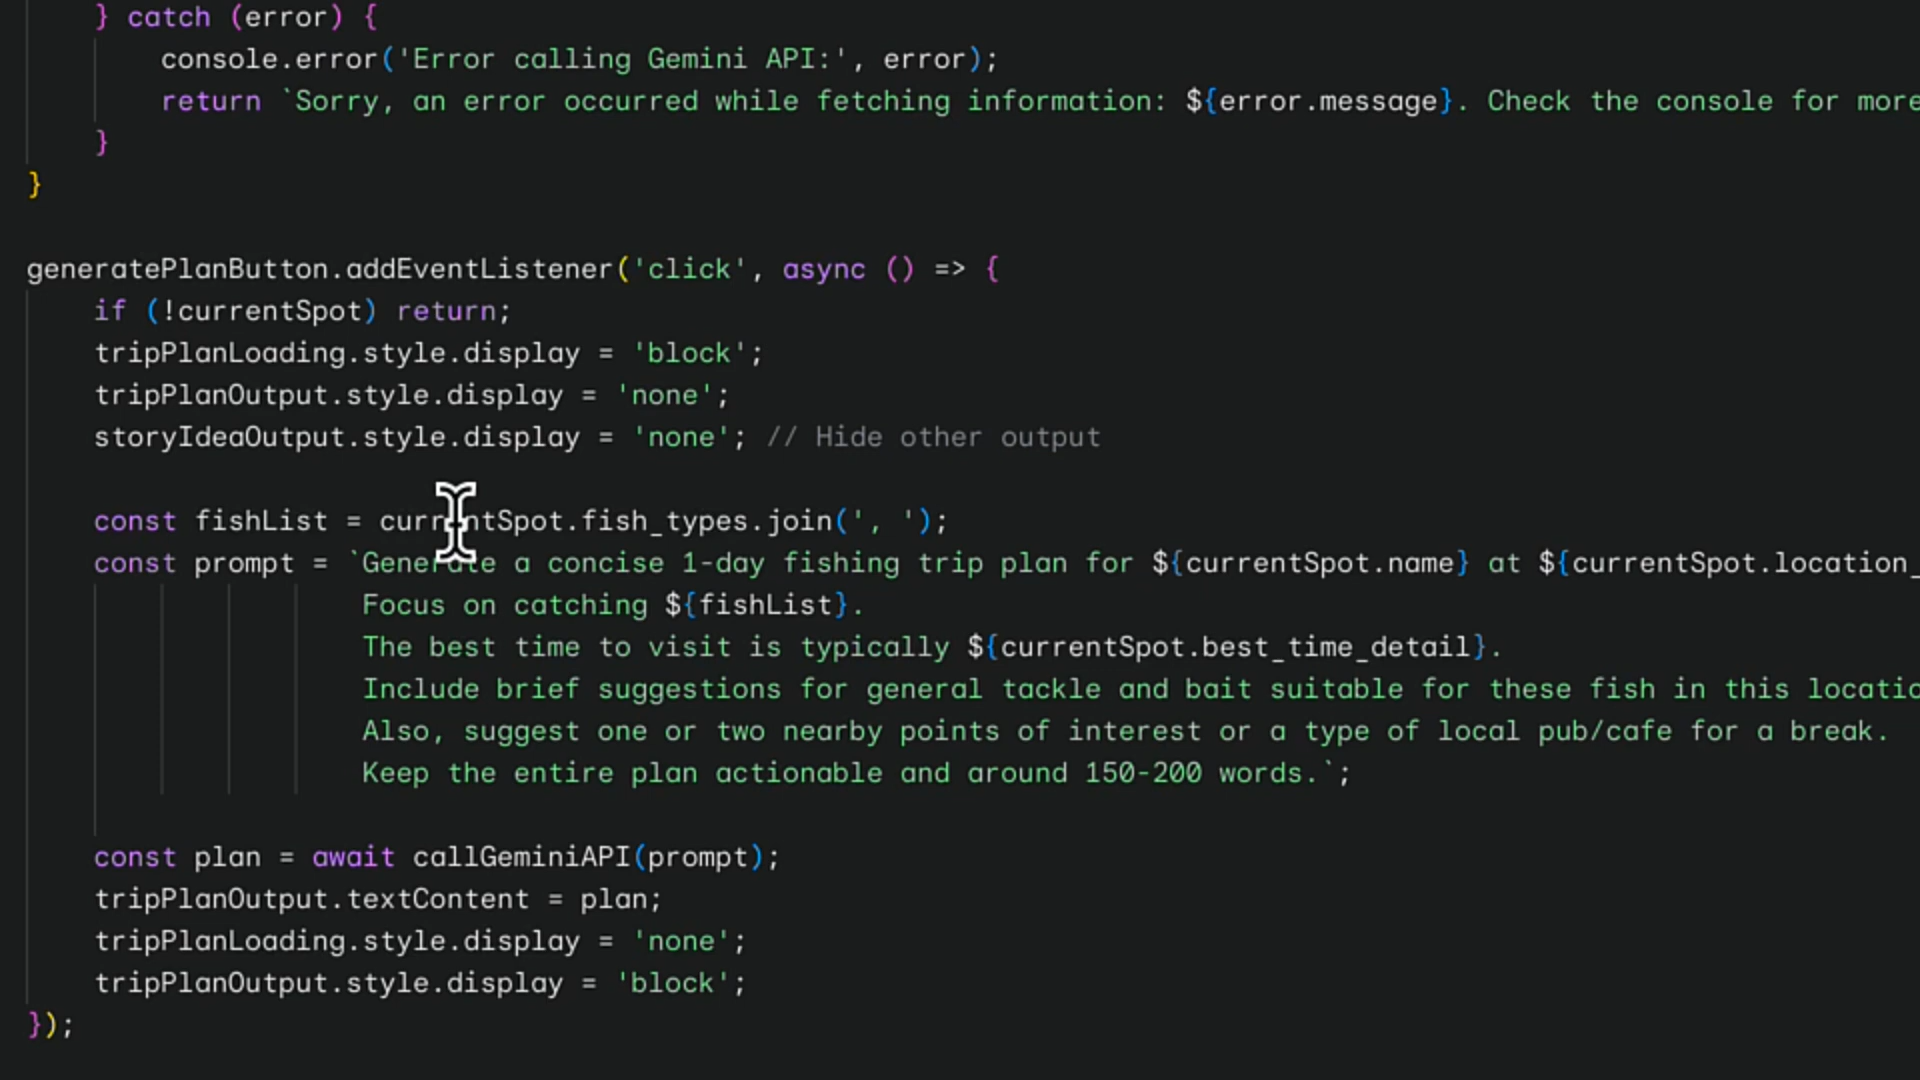 } catch (error) {
console.error('Error calling Gemini API:', error);
return `Sorry, an error occurred while fetching information: ${error.message}. Check the console for more
}
}
generatePlanButton.addEventListener('click', async () => {
if (!currentSpot) return;
tripPlanLoading.style.display = 'block';
tripPlanOutput.style.display = 'none';
storyIdeaOutput.style.display = 'none'; // Hide other output
const fishList = currentSpot.fish_types.join(', ');
const prompt = `Generate a concise 1-day fishing trip plan for ${currentSpot.name} at ${currentSpot.location_
Focus on catching ${fishList}.
The best time to visit is typically ${currentSpot.best_time_detail}.
Include brief suggestions for general tackle and bait suitable for these fish in this locatio
Also, suggest one or two nearby points of interest or a type of local pub/cafe for a break.
Keep the entire plan actionable and around 150-200 words.`;
const plan = await callGeminiAPI(prompt);
tripPlanOutput.textContent = plan;
tripPlanLoading.style.display = 'none';
tripPlanOutput.style.display = 'block';
});